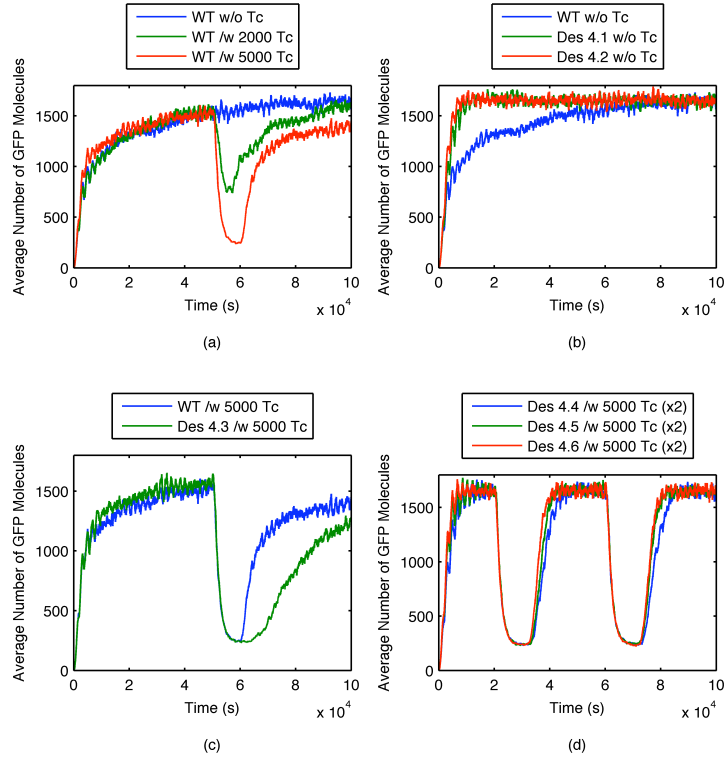 WT w/o Tc
WT /w 2000 Tc
WT /w 5000 Tc
Average Number of GFP Molecules
1500
1000
500
0
0 2 4 6 8 10
Time (s)
x 10^4
(a)
WT w/o Tc
Des 4.1 w/o Tc
Des 4.2 w/o Tc
Average Number of GFP Molecules
1500
1000
500
0
0 2 4 6 8 10
Time (s)
x 10^4
(b)
WT /w 5000 Tc
Des 4.3 /w 5000 Tc
Average Number of GFP Molecules
1500
1000
500
0
0 2 4 6 8 10
Time (s)
x 10^4
(c)
Des 4.4 /w 5000 Tc (x2)
Des 4.5 /w 5000 Tc (x2)
Des 4.6 /w 5000 Tc (x2)
Average Number of GFP Molecules
1500
1000
500
0
0 2 4 6 8 10
Time (s)
x 10^4
(d)